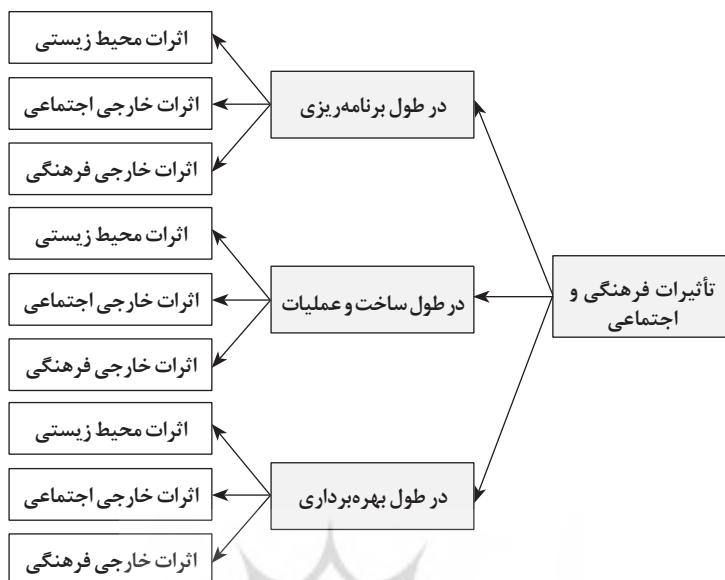 تأثیرات فرهنگی و
اجتماعی
در طول برنامه‌ریزی
اثرات محیط زیستی
اثرات خارجی اجتماعی
اثرات خارجی فرهنگی
در طول ساخت و عملیات
اثرات محیط زیستی
اثرات خارجی اجتماعی
اثرات خارجی فرهنگی
در طول بهره‌برداری
اثرات محیط زیستی
اثرات خارجی اجتماعی
اثرات خارجی فرهنگی